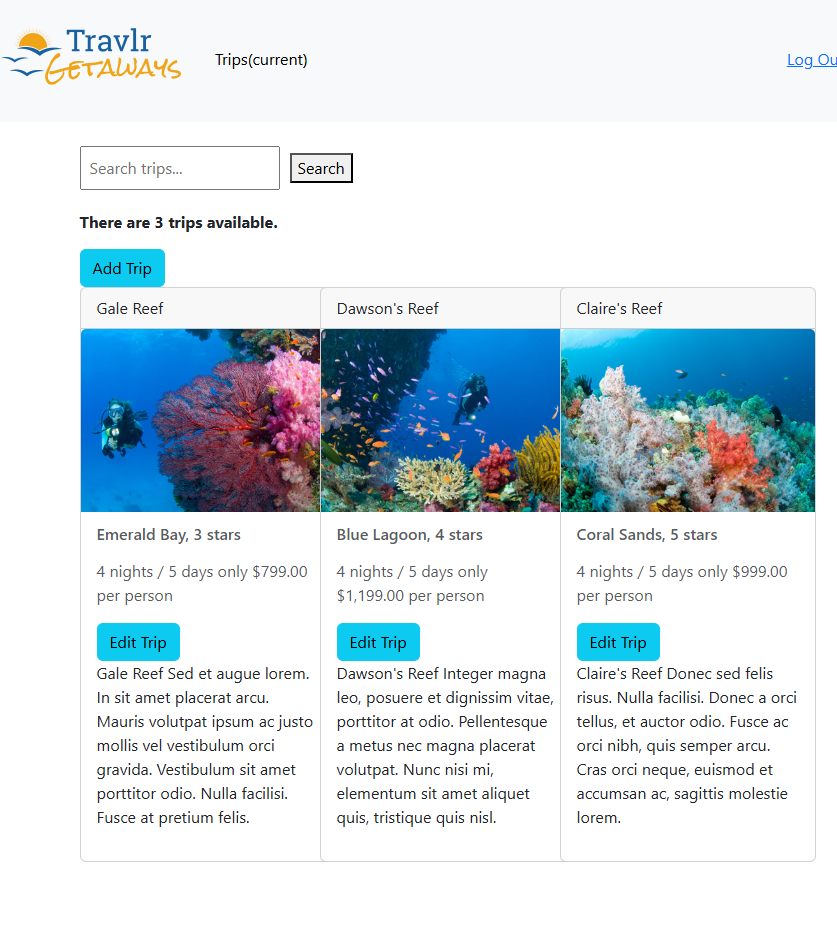 Travlr
GETAWAYS
Trips(current)
Log Ou
Search trips...
Search
There are 3 trips available.
Add Trip
Gale Reef
Emerald Bay, 3 stars
4 nights / 5 days only $799.00
per person
Edit Trip
Gale Reef Sed et augue lorem.
In sit amet placerat arcu.
Mauris volutpat ipsum ac justo
mollis vel vestibulum orci
gravida. Vestibulum sit amet
porttitor odio. Nulla facilisi.
Fusce at pretium felis.
Dawson's Reef
Blue Lagoon, 4 stars
4 nights / 5 days only
$1,199.00 per person
Edit Trip
Dawson's Reef Integer magna
leo, posuere et dignissim vitae,
porttitor at odio. Pellentesque
a metus nec magna placerat
volutpat. Nunc nisi mi,
elementum sit amet aliquet
quis, tristique quis nisl.
Claire's Reef
Coral Sands, 5 stars
4 nights / 5 days only $999.00
per person
Edit Trip
Claire's Reef Donec sed felis
risus. Nulla facilisi. Donec a orci
tellus, et auctor odio. Fusce ac
orci nibh, quis semper arcu.
Cras orci neque, euismod et
accumsan ac, sagittis molestie
lorem.